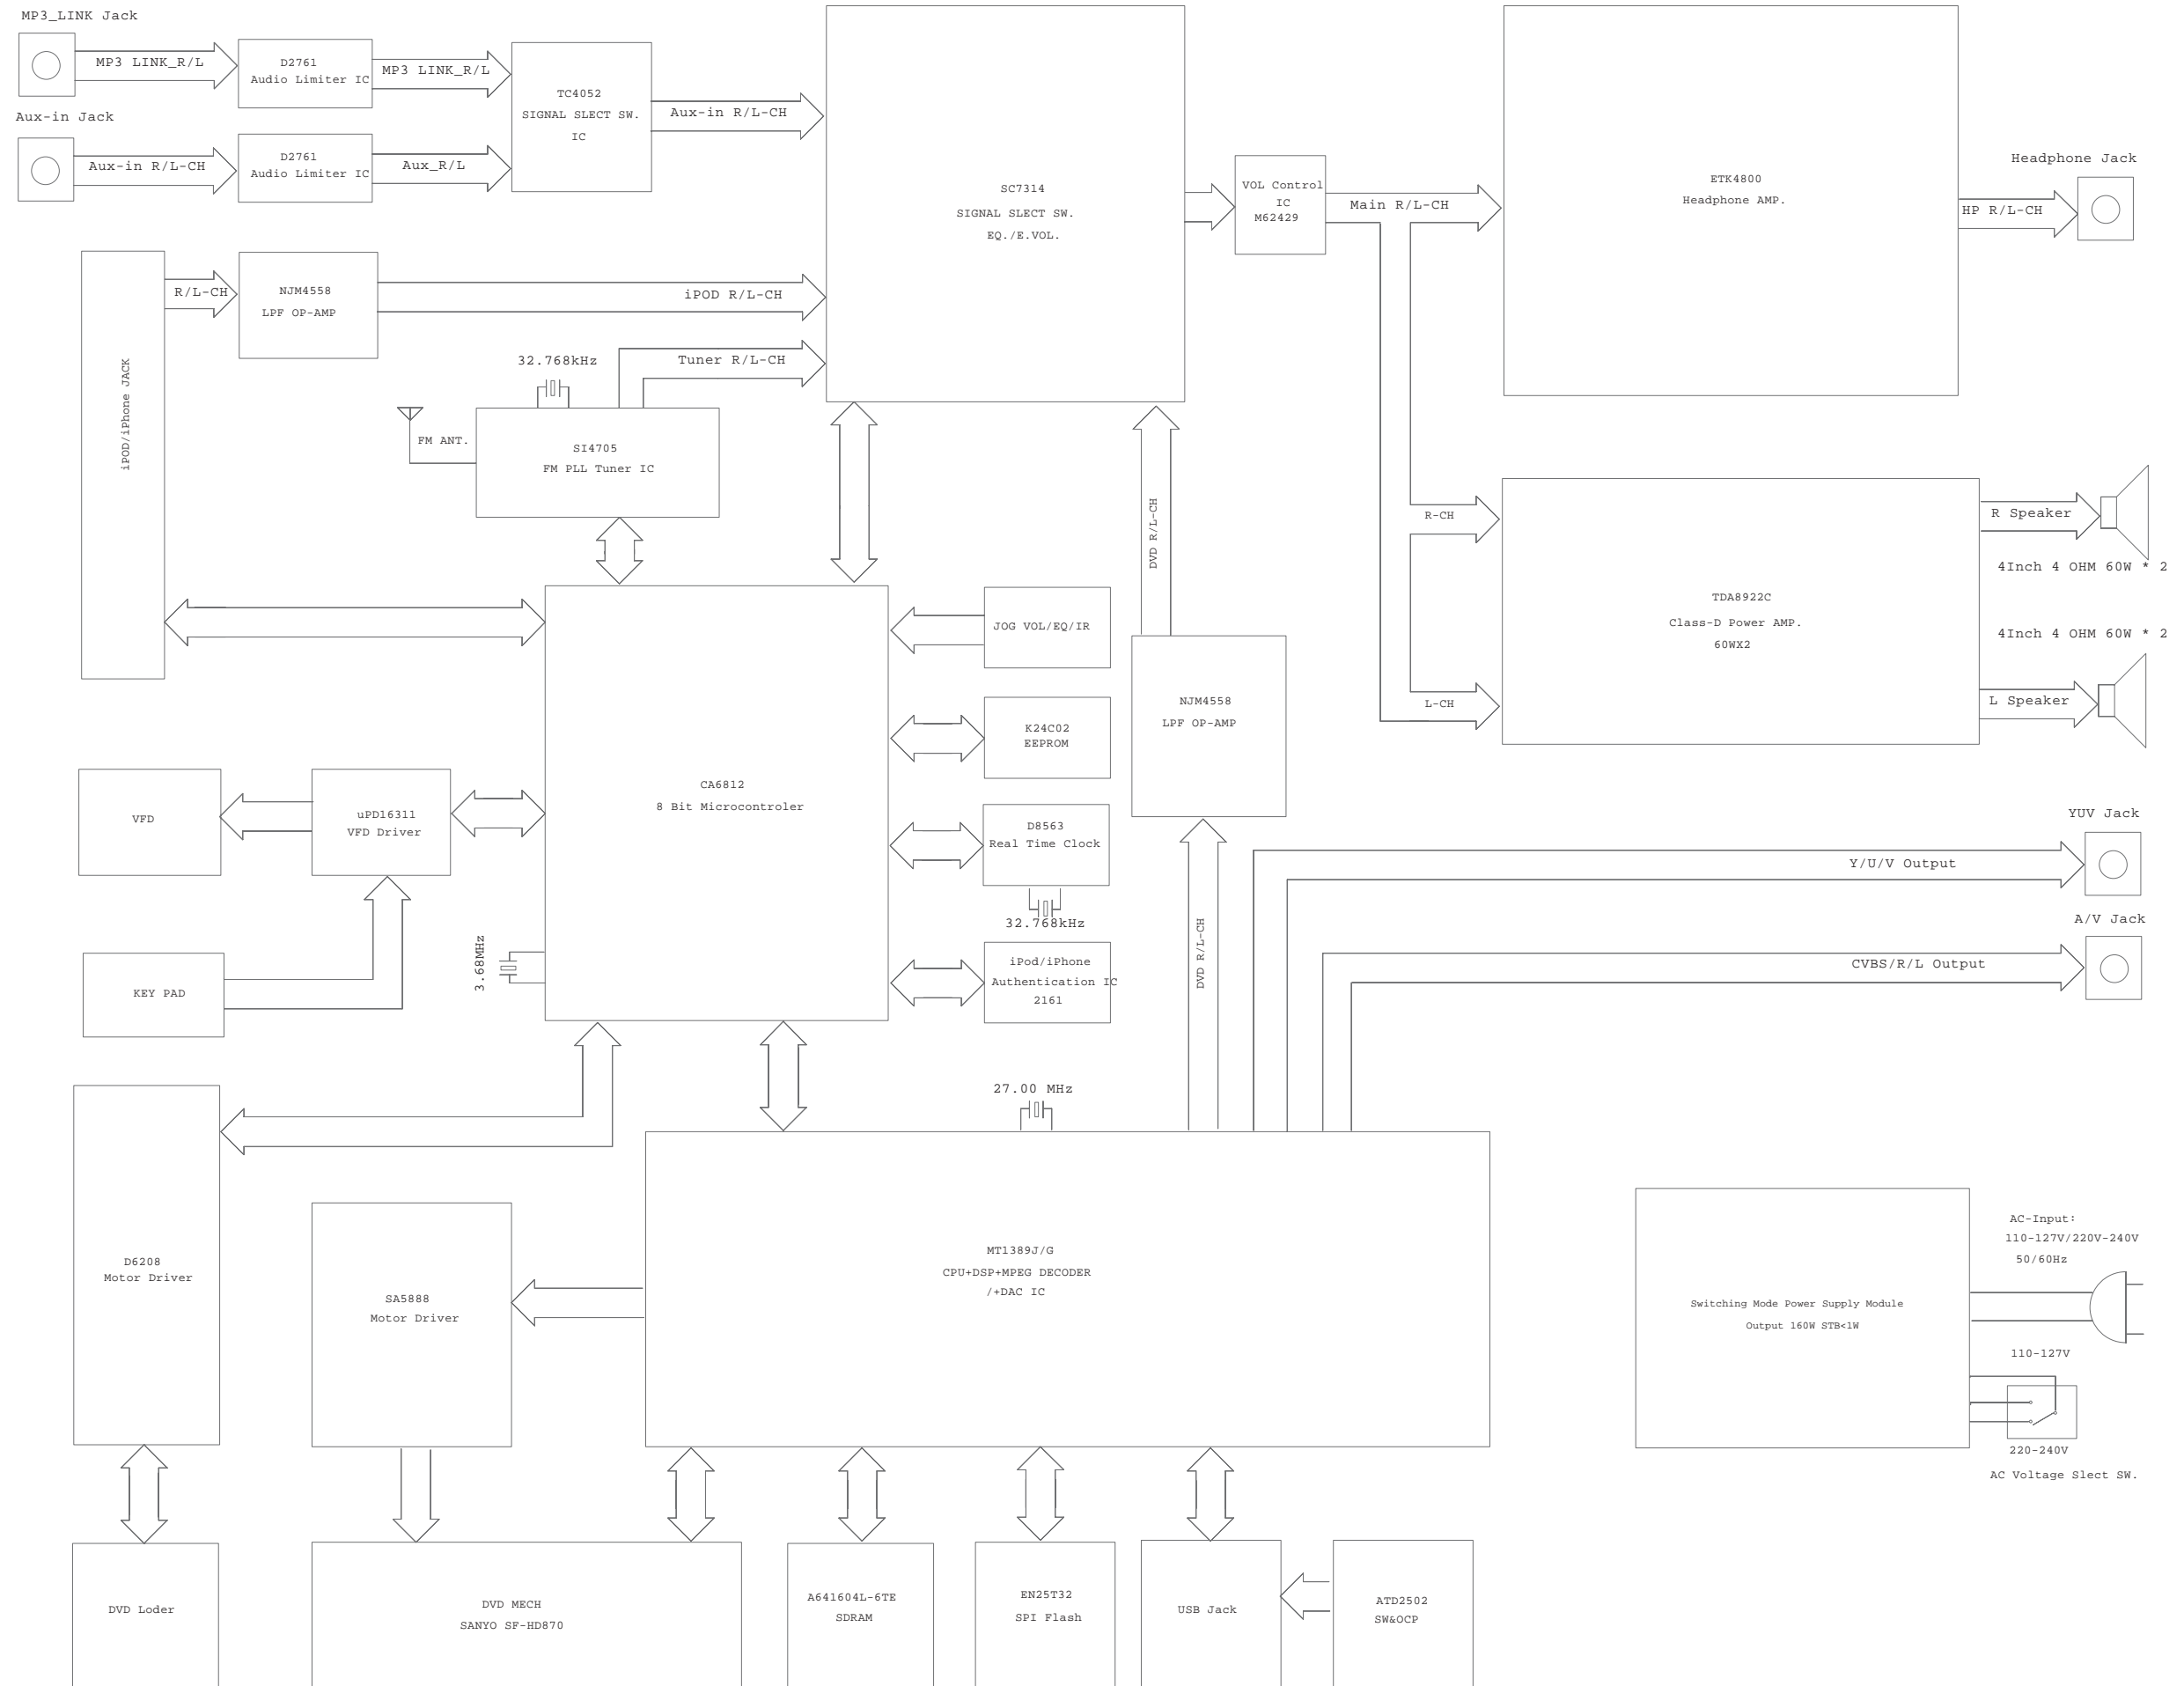 MP3_LINK Jack
MP3 LINK_R/L
D2761
Audio Limiter IC
MP3 LINK_R/L
Aux-in Jack
Aux-in R/L-CH
D2761
Audio Limiter IC
Aux_R/L
TC4052
SIGNAL SLECT SW.
IC
Aux-in R/L-CH
SC7314
SIGNAL SLECT SW.
EQ./E.VOL.
VOL Control
IC
M62429
Main R/L-CH
ETK4800
Headphone AMP.
Headphone Jack
HP R/L-CH
iPOD/iPhone JACK
R/L-CH
NJM4558
LPF OP-AMP
iPOD R/L-CH
32.768kHz
Tuner R/L-CH
FM ANT.
SI4705
FM PLL Tuner IC
DVD R/L-CH
R-CH
L-CH
TDA8922C
Class-D Power AMP.
60WX2
R Speaker
4Inch 4 OHM 60W * 2
4Inch 4 OHM 60W * 2
L Speaker
JOG VOL/EQ/IR
K24C02
EEPROM
NJM4558
LPF OP-AMP
CA6812
8 Bit Microcontroler
VFD
uPD16311
VFD Driver
D8563
Real Time Clock
32.768kHz
YUV Jack
Y/U/V Output
A/V Jack
CVBS/R/L Output
KEY PAD
3.68MHz
iPod/iPhone
Authentication IC
2161
DVD R/L-CH
27.00 MHz
D6208
Motor Driver
SA5888
Motor Driver
MT1389J/G
CPU+DSP+MPEG DECODER
/+DAC IC
Switching Mode Power Supply Module
Output 160W STB<1W
AC-Input:
110-127V/220V-240V
50/60Hz
110-127V
220-240V
AC Voltage Slect SW.
DVD Loder
DVD MECH
SANYO SF-HD870
A641604L-6TE
SDRAM
EN25T32
SPI Flash
USB Jack
ATD2502
SW&OCP